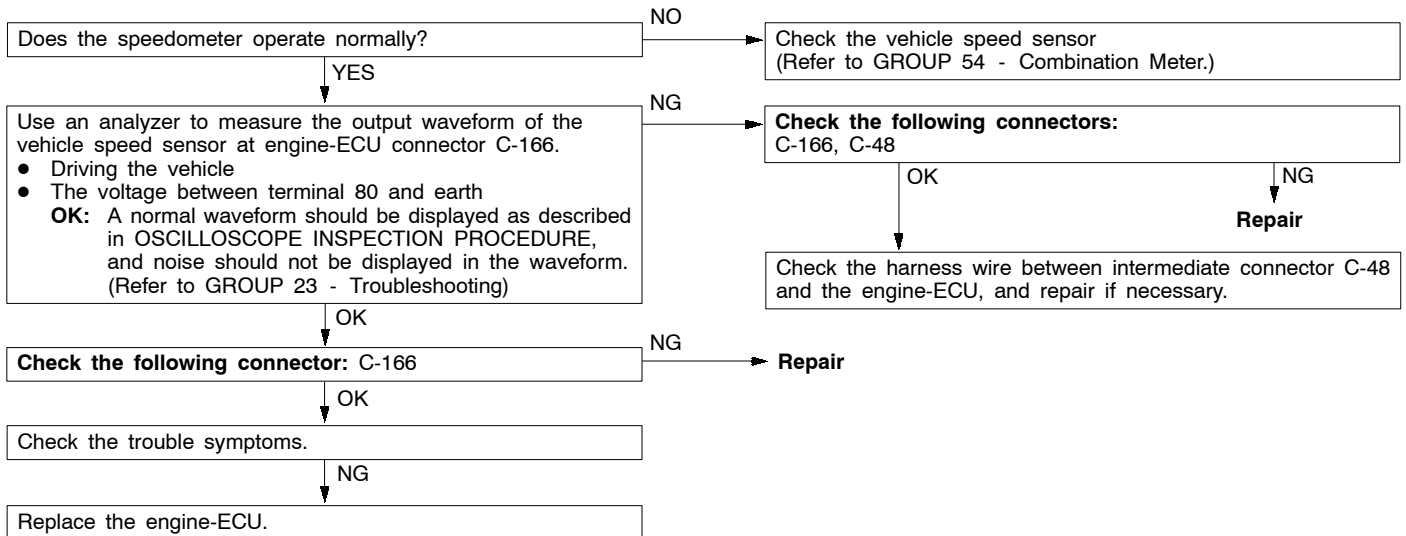 Does the speedometer operate normally?
NO
Check the vehicle speed sensor
(Refer to GROUP 54 - Combination Meter.)
YES
Use an analyzer to measure the output waveform of the
vehicle speed sensor at engine-ECU connector C-166.
● Driving the vehicle
● The voltage between terminal 80 and earth
OK: A normal waveform should be displayed as described
in OSCILLOSCOPE INSPECTION PROCEDURE,
and noise should not be displayed in the waveform.
(Refer to GROUP 23 - Troubleshooting)
NG
Check the following connectors:
C-166, C-48
OK
NG
Repair
Check the harness wire between intermediate connector C-48
and the engine-ECU, and repair if necessary.
OK
Check the following connector: C-166
NG
Repair
OK
Check the trouble symptoms.
NG
Replace the engine-ECU.